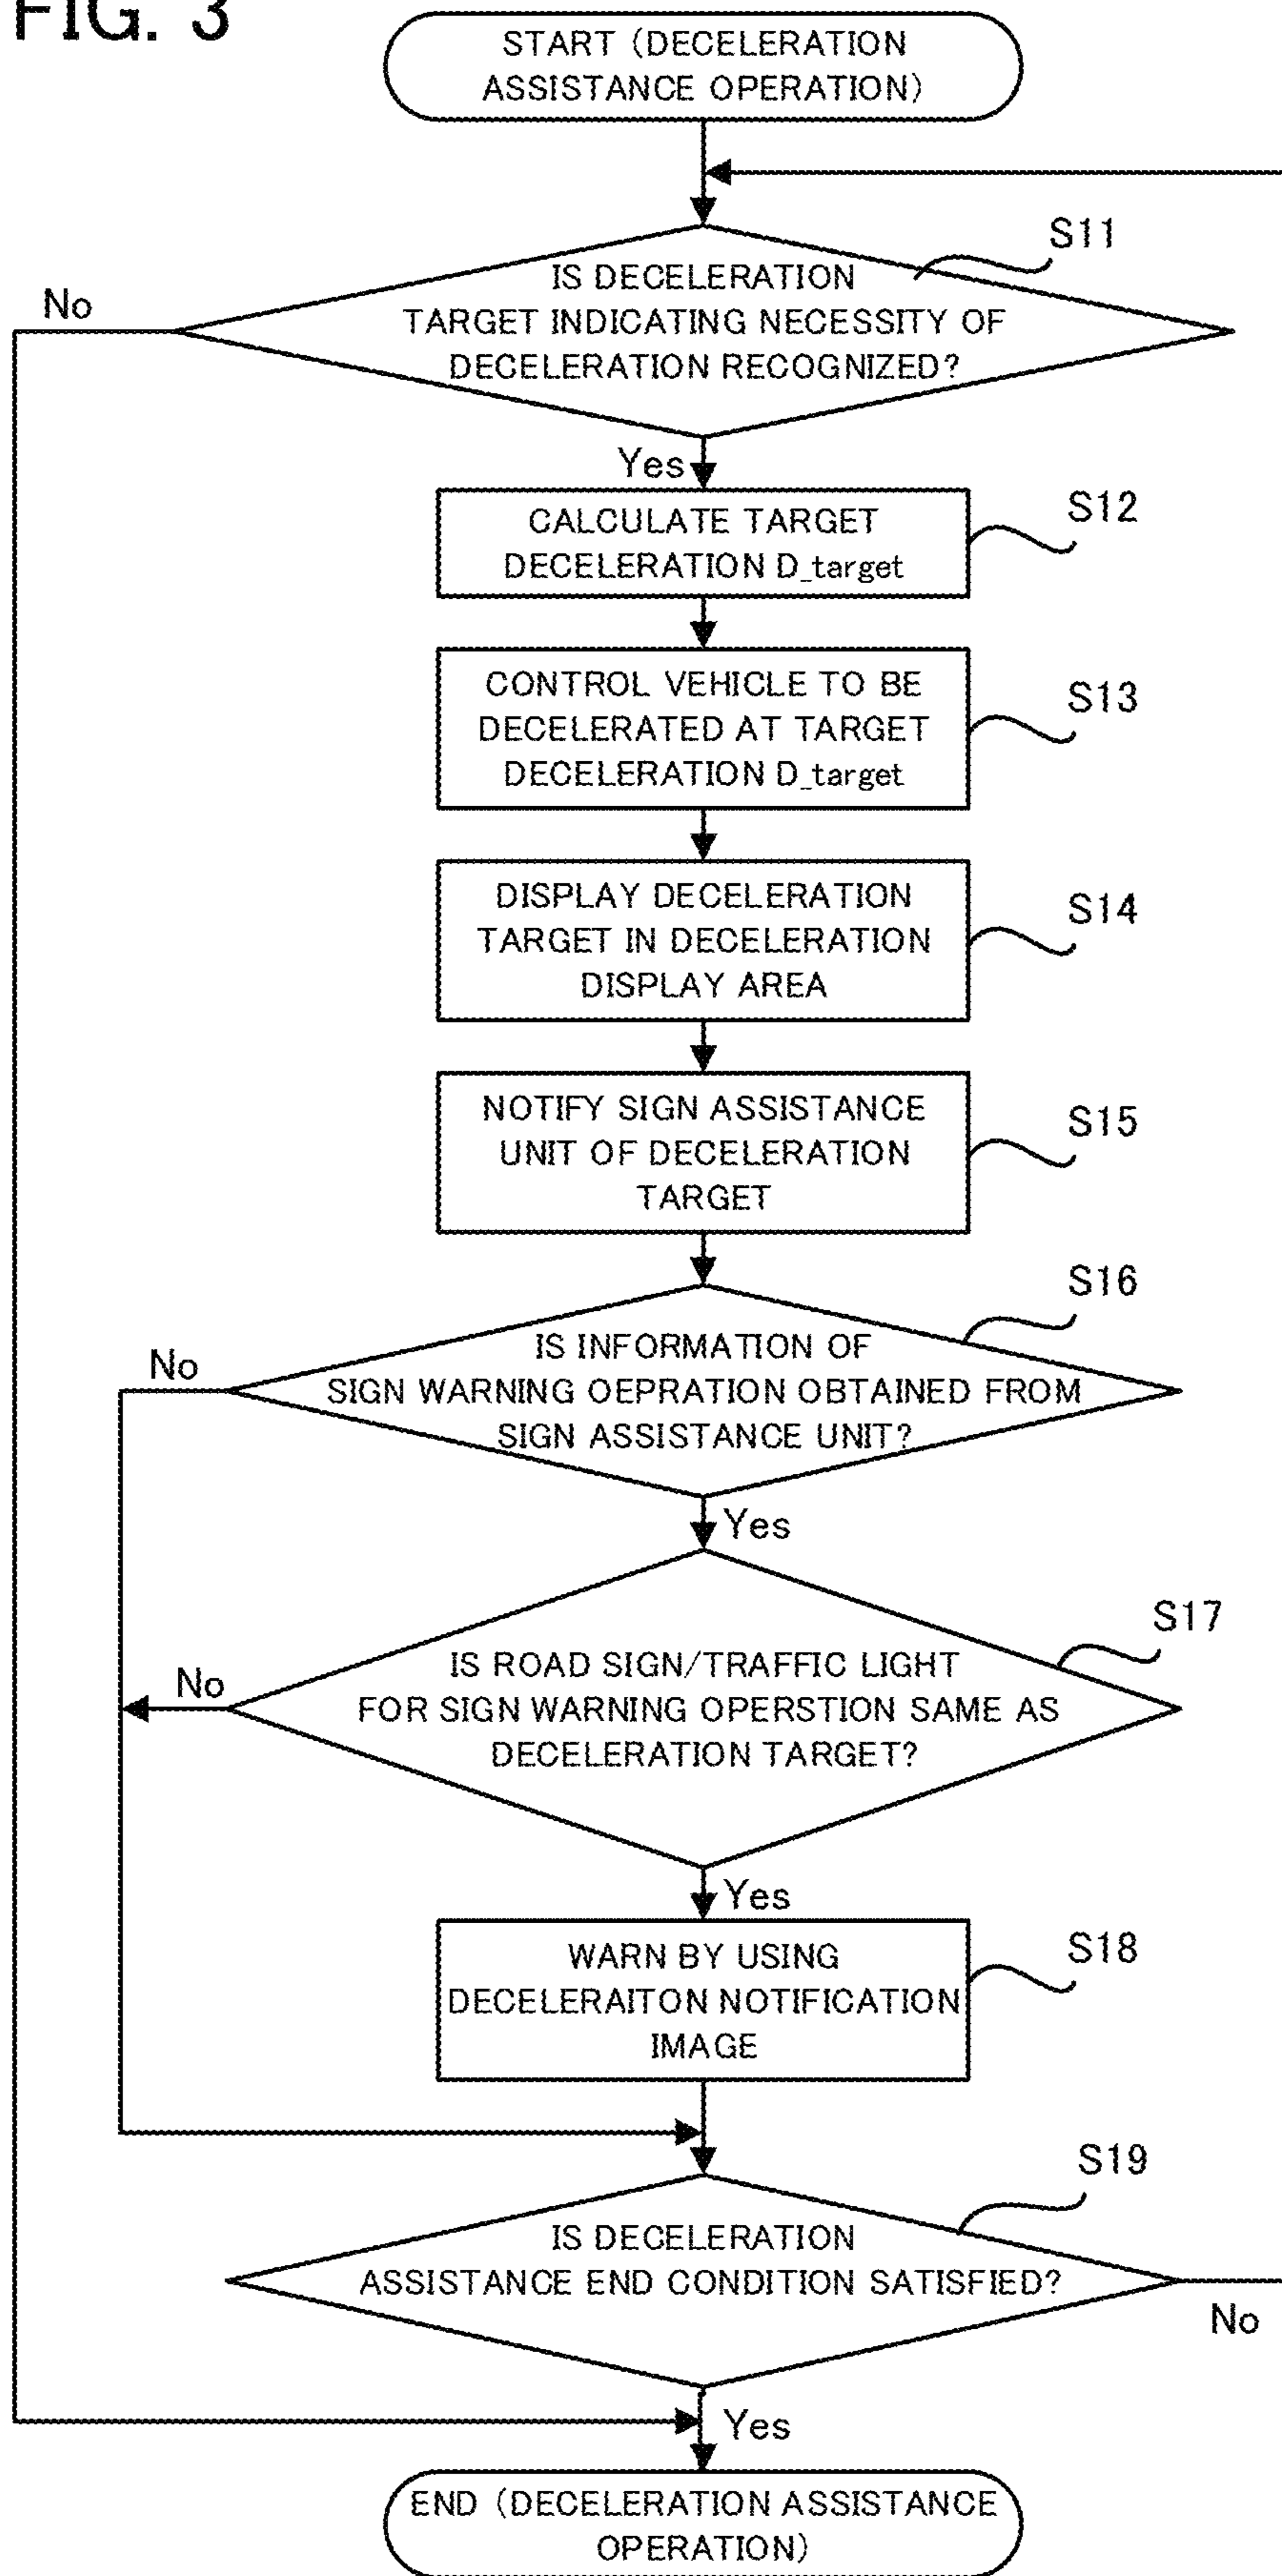 FIG. 3
START (DECELERATION
ASSISTANCE OPERATION)
S11
IS DECELERATION
TARGET INDICATING NECESSITY OF
DECELERATION RECOGNIZED?
No
Yes
S12
CALCULATE TARGET
DECELERATION D_target
S13
CONTROL VEHICLE TO BE
DECELERATED AT TARGET
DECELERATION D_target
S14
DISPLAY DECELERATION
TARGET IN DECELERATION
DISPLAY AREA
S15
NOTIFY SIGN ASSISTANCE
UNIT OF DECELERATION
TARGET
S16
IS INFORMATION OF
SIGN WARNING OEPRATION OBTAINED FROM
SIGN ASSISTANCE UNIT?
No
Yes
S17
IS ROAD SIGN/TRAFFIC LIGHT
FOR SIGN WARNING OPERSTION SAME AS
DECELERATION TARGET?
No
Yes
S18
WARN BY USING
DECELERAITON NOTIFICATION
IMAGE
S19
IS DECELERATION
ASSISTANCE END CONDITION SATISFIED?
No
Yes
END (DECELERATION ASSISTANCE
OPERATION)